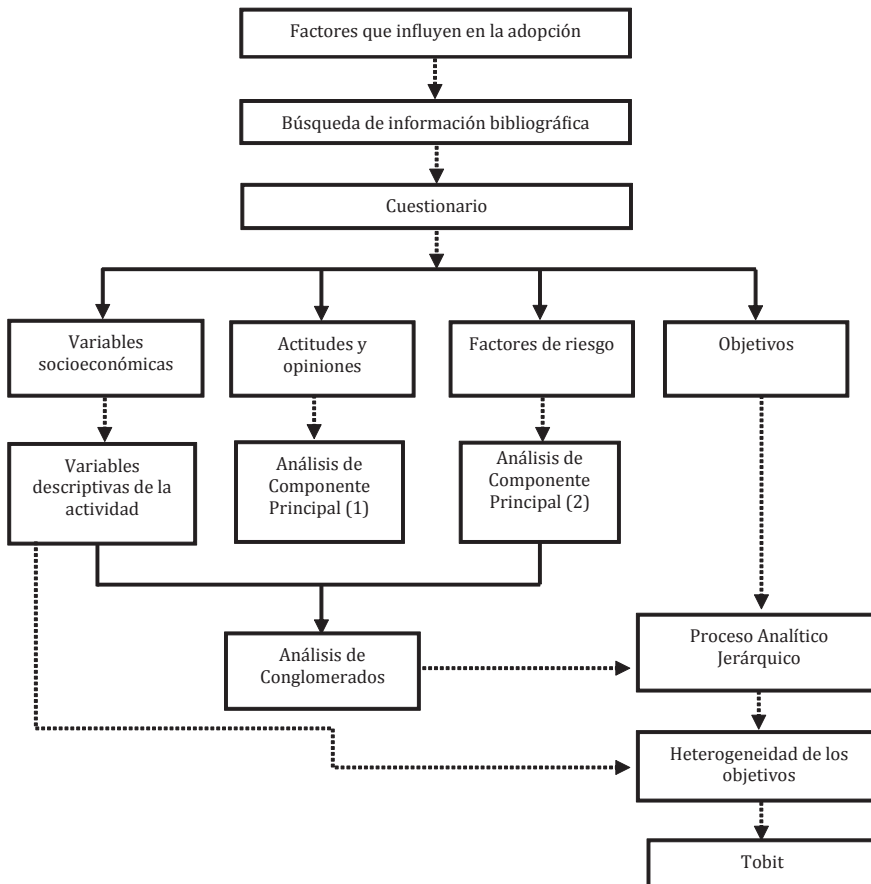 Factores que influyen en la adopción
Búsqueda de información bibliográfica
Cuestionario
Variables
socioeconómicas
Actitudes y
opiniones
Factores de riesgo
Objetivos
Variables
descriptivas de la
actividad
Análisis de
Componente
Principal (1)
Análisis de
Componente
Principal (2)
Análisis de
Conglomerados
Proceso Analítico
Jerárquico
Heterogeneidad de los
objetivos
Tobit